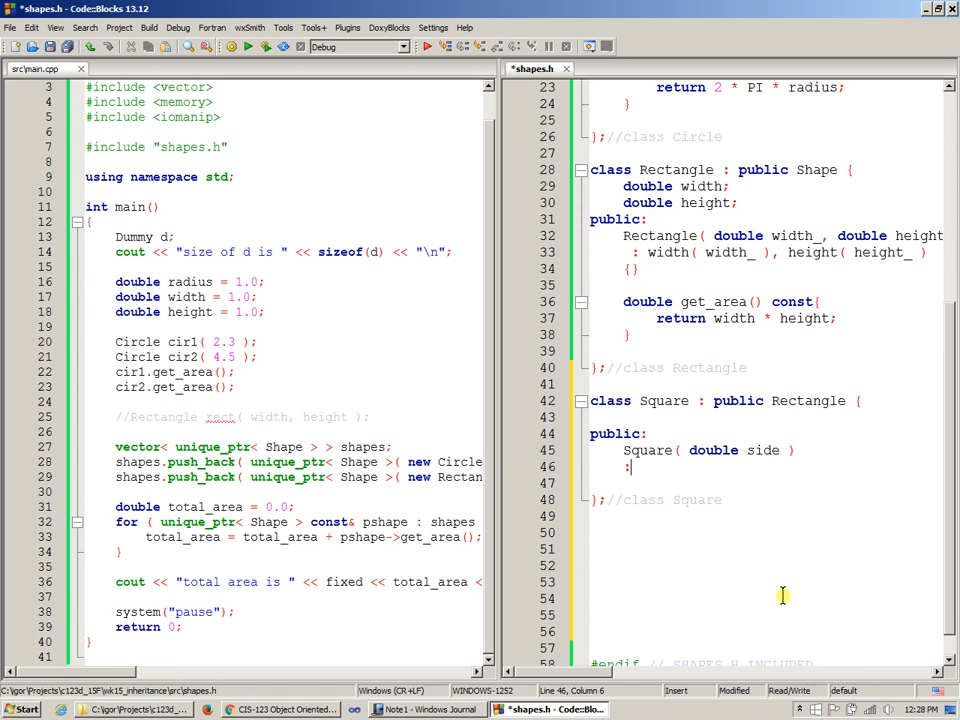 *shapes.h - Code::Blocks 13.12
File Edit View Search Project Build Debug Fortran wxSmith Tools Tools+ Plugins DoxyBlocks Settings Help
Debug
src\main.cpp
3 #include <vector>
4 #include <memory>
5 #include <iomanip>
6
7 #include "shapes.h"
8
9 using namespace std;
10
11 int main()
12 {
13 Dummy d;
14 cout << "size of d is " << sizeof(d) << "\n";
15
16 double radius = 1.0;
17 double width = 1.0;
18 double height = 1.0;
19
20 Circle cir1( 2.3 );
21 Circle cir2( 4.5 );
22 cir1.get_area();
23 cir2.get_area();
24
25 //Rectangle rect( width, height );
26
27 vector< unique_ptr< Shape > > shapes;
28 shapes.push_back( unique_ptr< Shape >( new Circle
29 shapes.push_back( unique_ptr< Shape >( new Rectan
30
31 double total_area = 0.0;
32 for ( unique_ptr< Shape > const& pshape : shapes
33 total_area = total_area + pshape->get_area();
34 }
35
36 cout << "total area is " << fixed << total_area <
37
38 system("pause");
39 return 0;
40 }
41
*shapes.h
23 return 2 * PI * radius;
24 }
25
26 };//class Circle
27
28 class Rectangle : public Shape {
29 double width;
30 double height;
31 public:
32 Rectangle( double width_, double height
33 : width( width_ ), height( height_ )
34 {}
35
36 double get_area() const{
37 return width * height;
38 }
39
40 };//class Rectangle
41
42 class Square : public Rectangle {
43
44 public:
45 Square( double side )
46 :
47
48 };//class Square
49
50
51
52
53
54
55
56
57
58 #endif // SHAPES_H_INCLUDED
C:\igor\Projects\c123d_15F\wk15_inheritance\src\shapes.h Windows (CR+LF) WINDOWS-1252 Line 46, Column 6 Insert Modified Read/Write default
Start C:\igor\Projects\c123d_... CIS-123 Object Oriented... Note1 - Windows Journal *shapes.h - Code::Bloc... 12:28 PM